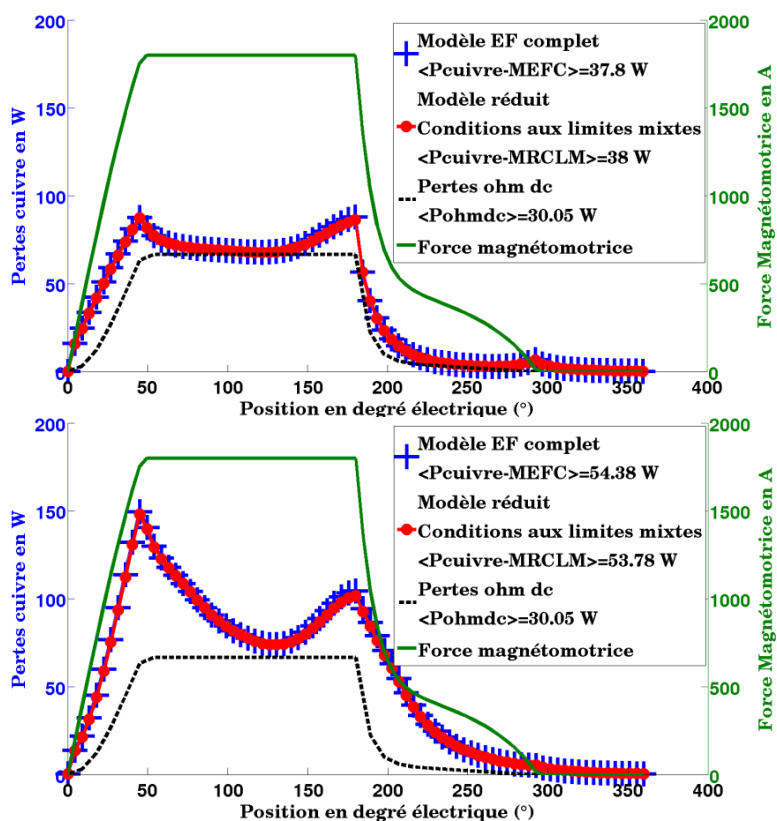 200
150
100
50
0
Pertes cuivre en W
Modèle EF complet
<Pcuivre-MEFC>=37.8 W
Modèle réduit
Conditions aux limites mixtes
<Pcuivre-MRCLM>=38 W
Pertes ohm dc
<Pohmdc>=30.05 W
Force magnétomotrice
2000
1500
1000
500
0
Force Magnétomotrice en A
0 50 100 150 200 250 300 350 400
Position en degré électrique (°)
200
150
100
50
0
Pertes cuivre en W
Modèle EF complet
<Pcuivre-MEFC>=54.38 W
Modèle réduit
Conditions aux limites mixtes
<Pcuivre-MRCLM>=53.78 W
Pertes ohm dc
<Pohmdc>=30.05 W
Force magnétomotrice
2000
1500
1000
500
0
Force Magnétomotrice en A
0 50 100 150 200 250 300 350 400
Position en degré électrique (°)